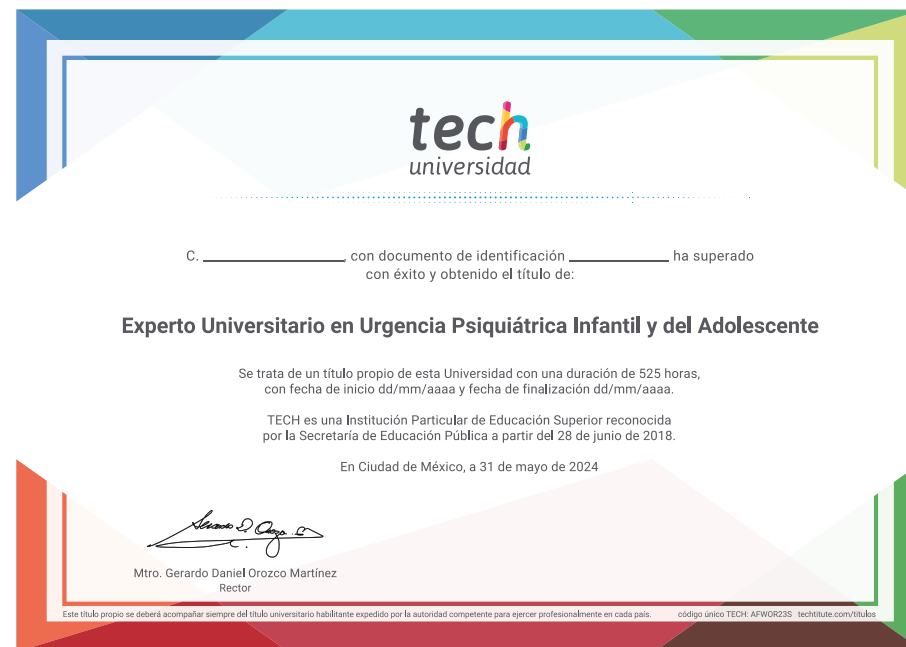 tech
universidad
C. ____________, con documento de identificación ____________ ha superado
con éxito y obtenido el título de:
Experto Universitario en Urgencia Psiquiátrica Infantil y del Adolescente
Se trata de un título propio de esta Universidad con una duración de 525 horas,
con fecha de inicio dd/mm/aaaa y fecha de finalización dd/mm/aaaa.
TECH es una Institución Particular de Educación Superior reconocida
por la Secretaría de Educación Pública a partir del 28 de junio de 2018.
En Ciudad de México, a 31 de mayo de 2024
Mtro. Gerardo Daniel Orozco Martínez
Rector
Este título propio se deberá acompañar siempre del título universitario habilitante expedido por la autoridad competente para ejercer profesionalmente en cada país. código único TECH: AFWOR23S techtitute.com/titulos